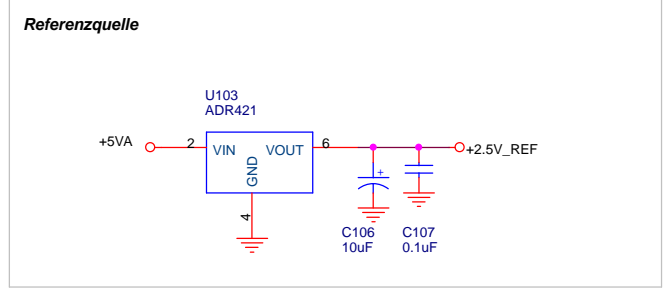 Referenzquelle
U103
ADR421
+5VA
2
VIN
VOUT
6
+2.5V_REF
GND
+
4
C106
10uF
C107
0.1uF